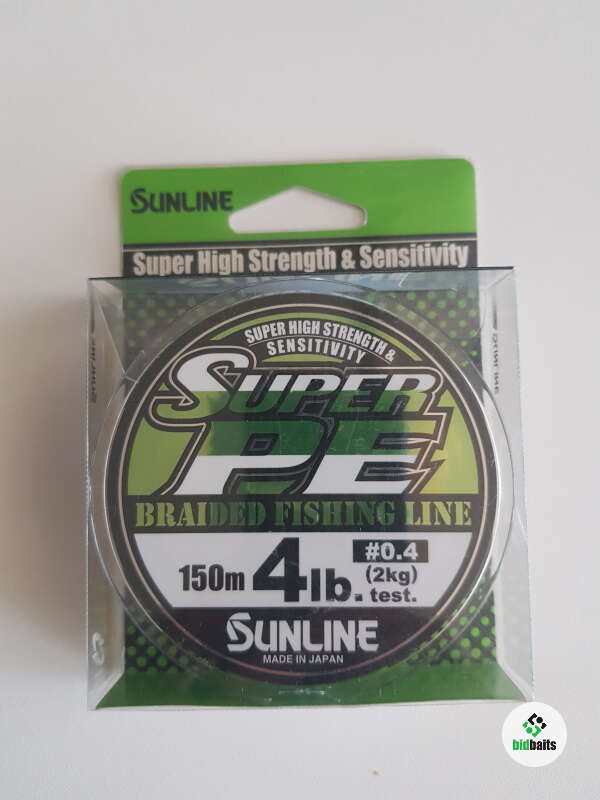 SUNLINE
Super High Strength & Sensitivity
SUPER HIGH STRENGTH &
SENSITIVITY
SUPER
PE
BRAIDED FISHING LINE
150m 4lb. #0.4
(2kg)
test.
SUNLINE
MADE IN JAPAN
bidbaits